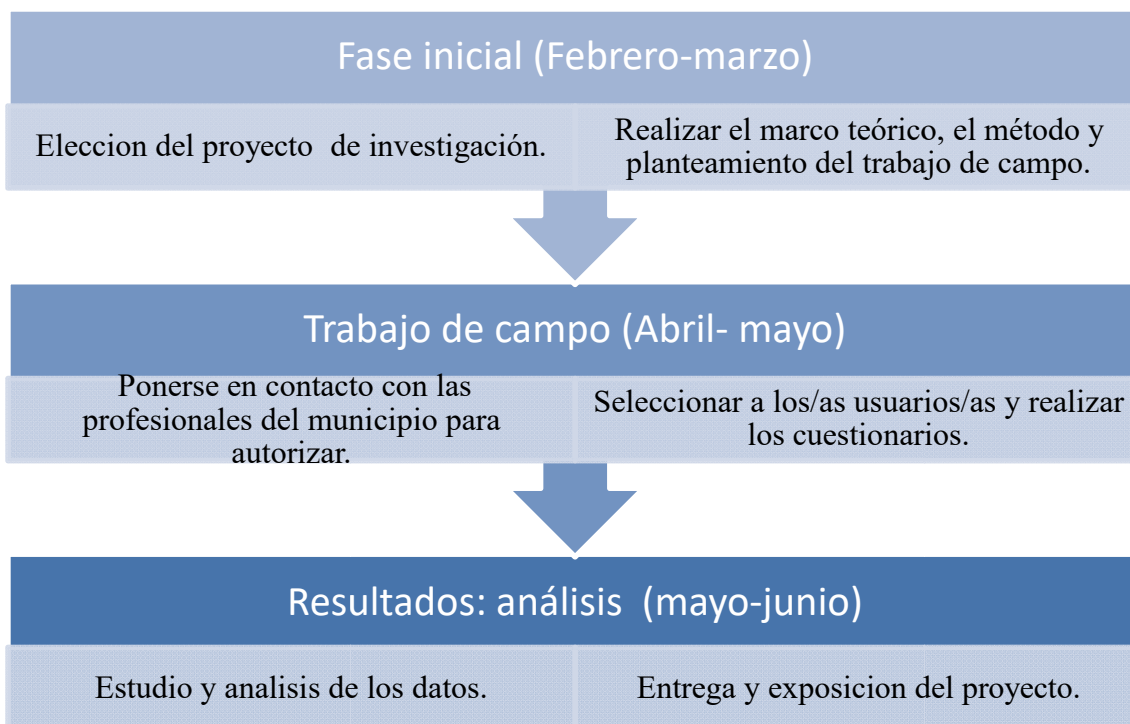 Fase inicial (Febrero-marzo)
Eleccion del proyecto  de investigación.
Realizar el marco teórico, el método y
planteamiento del trabajo de campo.
Trabajo de campo (Abril- mayo)
Ponerse en contacto con las
profesionales del municipio para
autorizar.
Seleccionar a los/as usuarios/as y realizar
los cuestionarios.
Resultados: análisis  (mayo-junio)
Estudio y analisis de los datos.
Entrega y exposicion del proyecto.